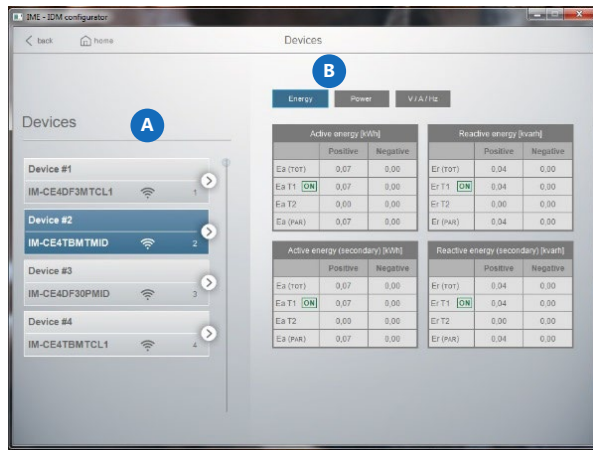 IME - IDM configurator
back home Devices
B
Energy Power V / A / Hz
Devices A
Device #1
IM-CE4DF3MTCL1 1
Device #2
IM-CE4TBMTMID 2
Device #3
IM-CE4DF30PMID 3
Device #4
IM-CE4TBMTCL1 4
Active energy [kWh]
Positive Negative
Ea (TOT) 0,07 0,00
Ea T1 ON 0,07 0,00
Ea T2 0,00 0,00
Ea (PAR) 0,07 0,00
Reactive energy [kvarh]
Positive Negative
Er (TOT) 0,04 0,00
Er T1 ON 0,04 0,00
Er T2 0,00 0,00
Er (PAR) 0,04 0,00
Active energy (secondary) [kWh]
Positive Negative
Ea (TOT) 0,07 0,00
Ea T1 ON 0,07 0,00
Ea T2 0,00 0,00
Ea (PAR) 0,07 0,00
Reactive energy (secondary) [kvarh]
Positive Negative
Er (TOT) 0,04 0,00
Er T1 ON 0,04 0,00
Er T2 0,00 0,00
Er (PAR) 0,04 0,00